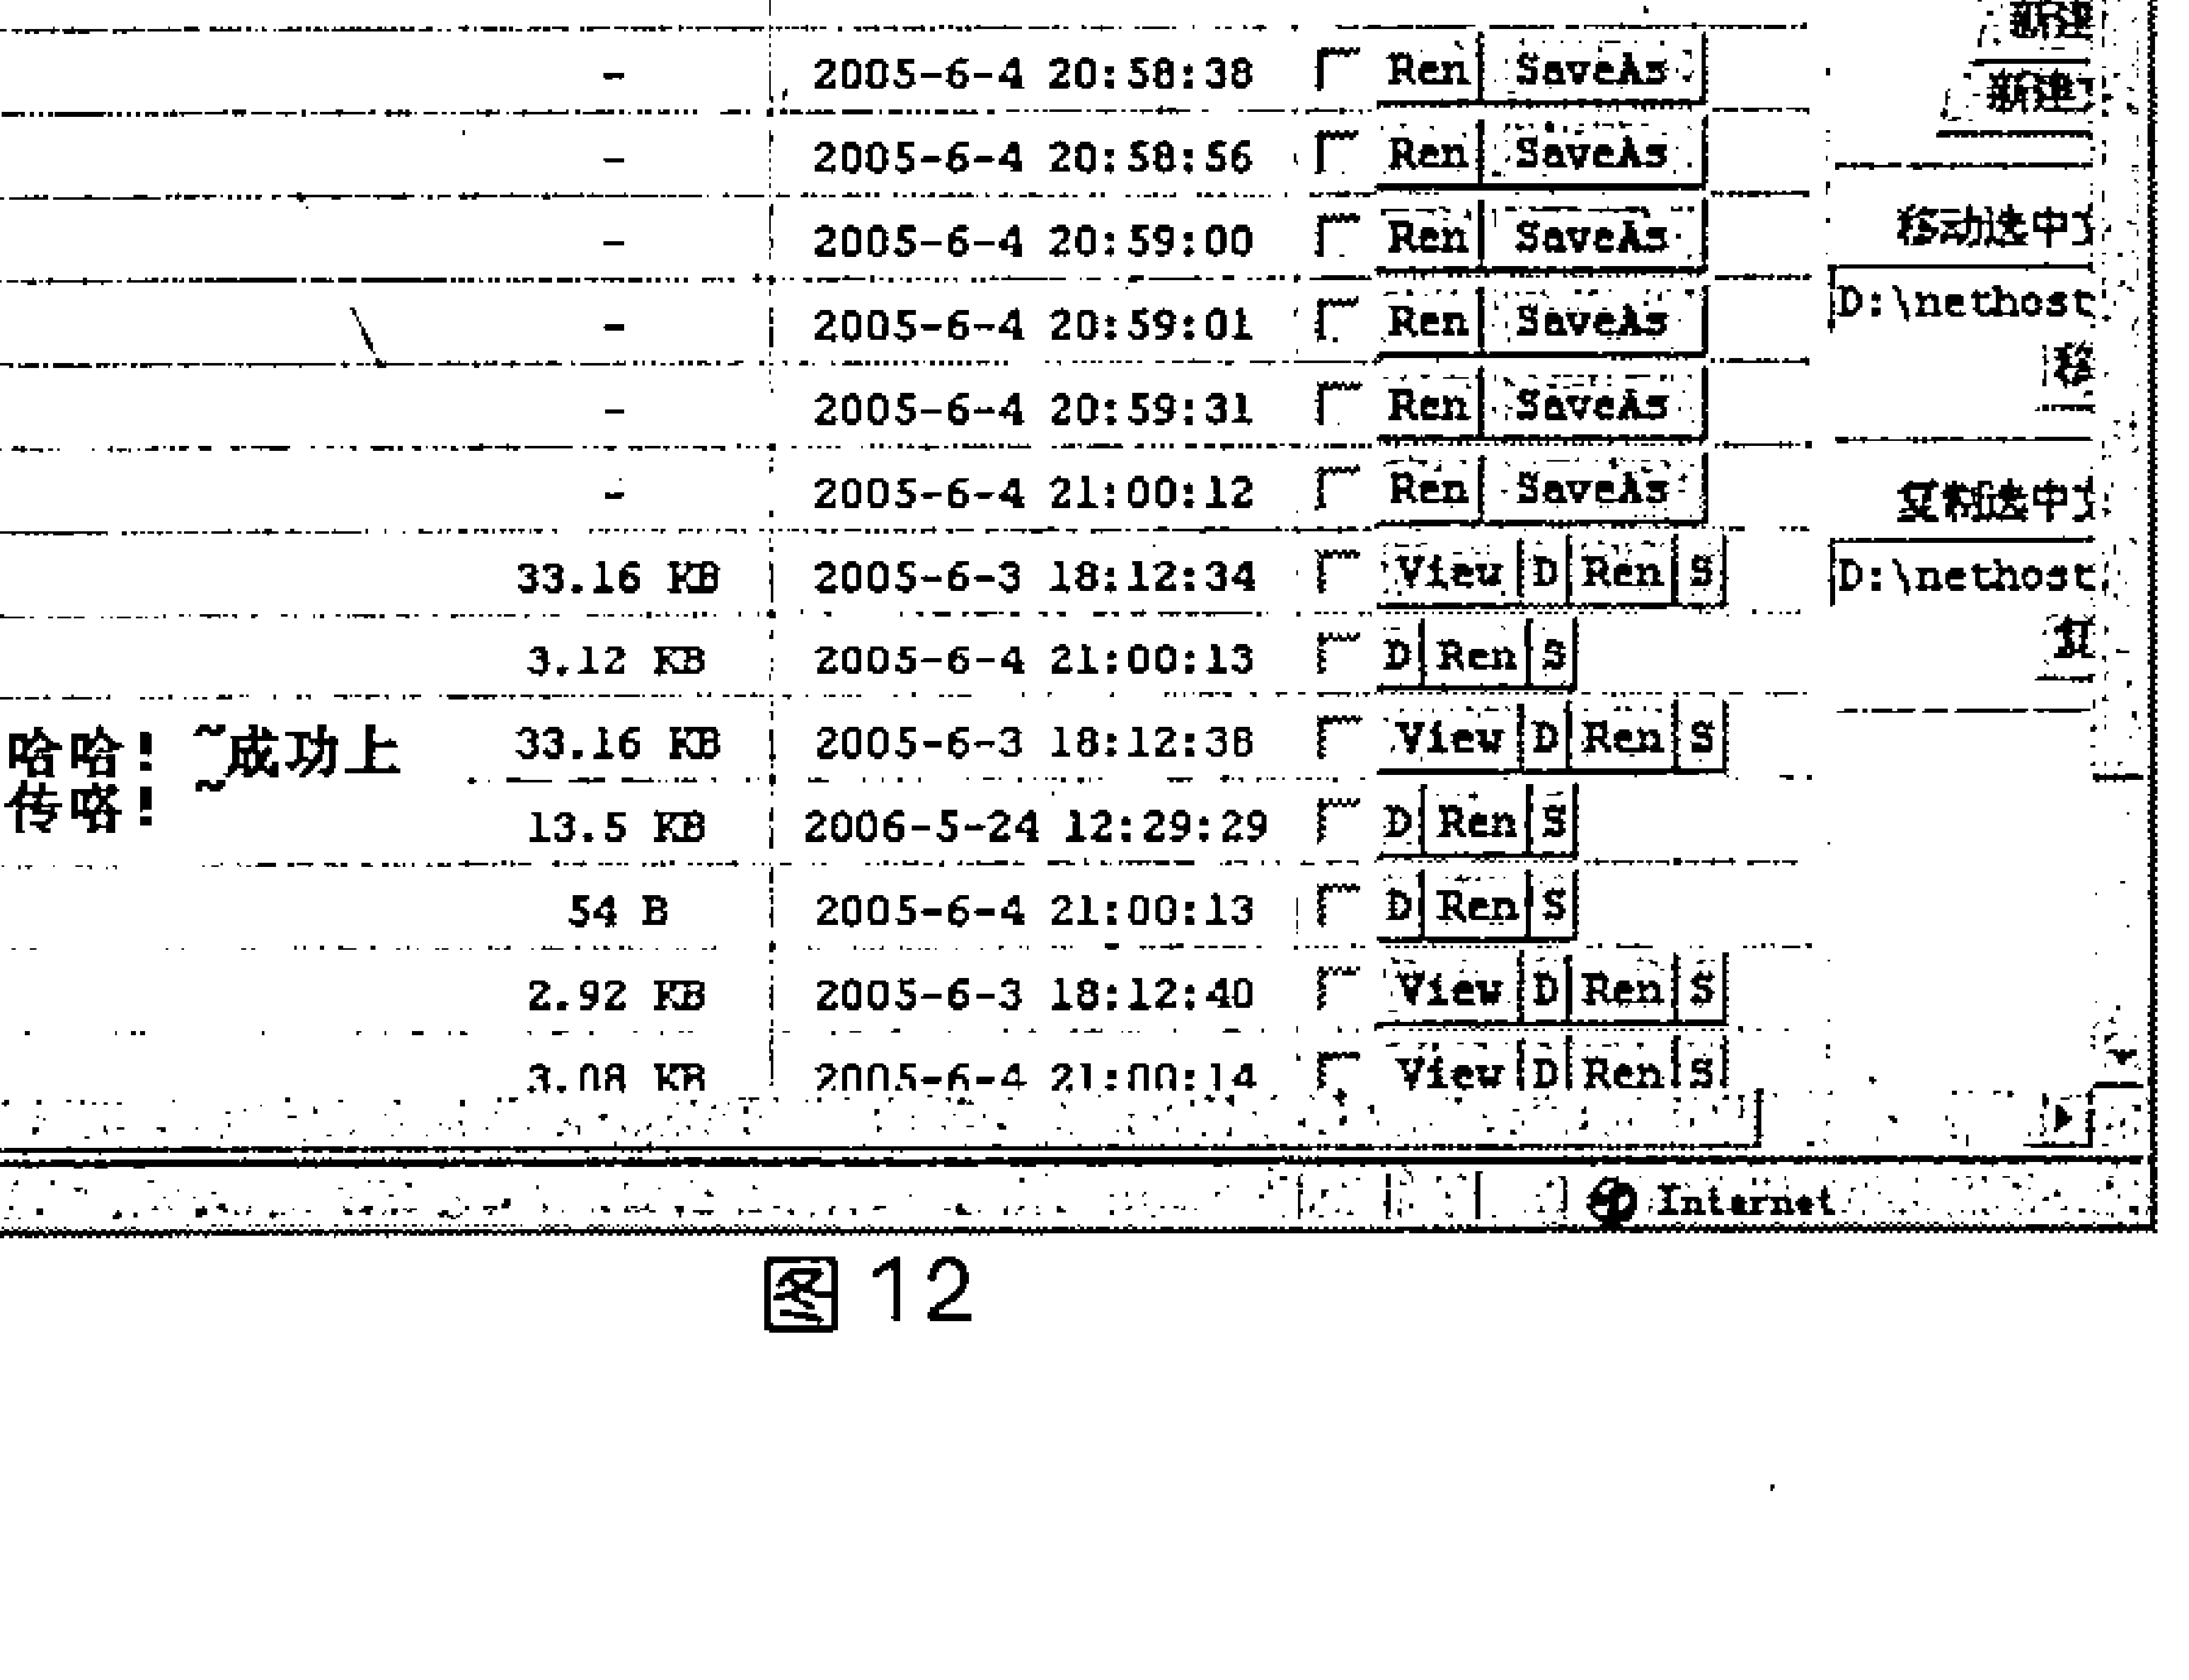 - 2005-6-4 20:58:38 Ren SaveAs
- 2005-6-4 20:58:56 Ren SaveAs
- 2005-6-4 20:59:00 Ren SaveAs
移动选中
- 2005-6-4 20:59:01 Ren SaveAs
D:\nethost
- 2005-6-4 20:59:31 Ren SaveAs
- 2005-6-4 21:00:12 Ren SaveAs
复制选中
33.16 KB 2005-6-3 18:12:34 View D Ren S
D:\nethost
3.12 KB 2005-6-4 21:00:13 D Ren S
哈哈! ~成功上
33.16 KB 2005-6-3 18:12:38 View D Ren S
传咯! ~
13.5 KB 2006-5-24 12:29:29 D Ren S
54 B 2005-6-4 21:00:13 D Ren S
2.92 KB 2005-6-3 18:12:40 View D Ren S
3.08 KB 2005-6-4 21:00:14 View D Ren S
Internet
图 12